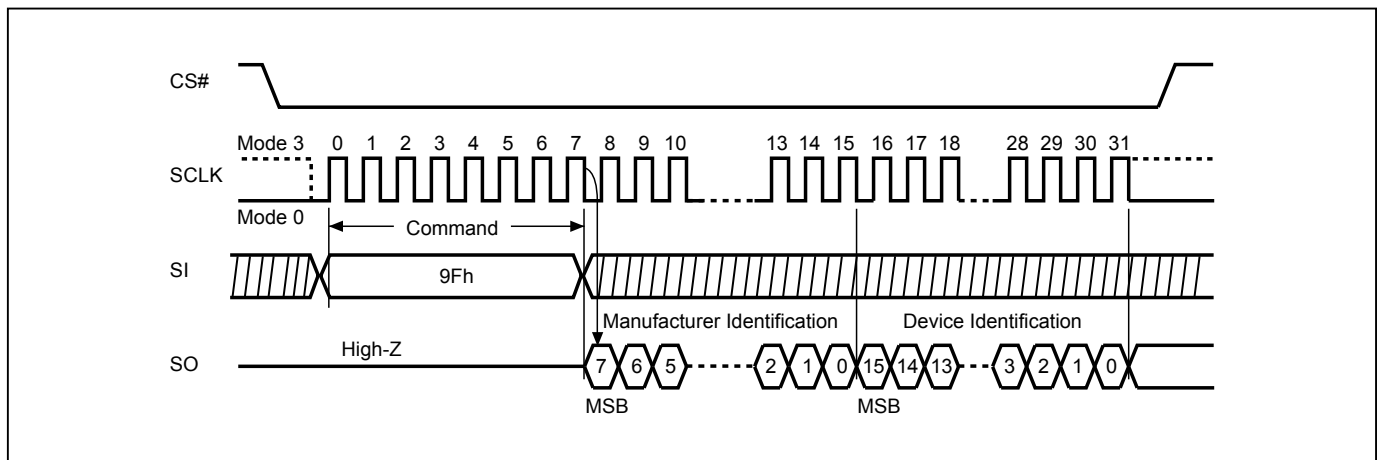 CS#
Mode 3 0 1 2 3 4 5 6 7 8 9 10 13 14 15 16 17 18 28 29 30 31
SCLK
Mode 0
Command
SI
9Fh
Manufacturer Identification Device Identification
High-Z
SO
7 6 5 2 1 0 15 14 13 3 2 1 0
MSB MSB